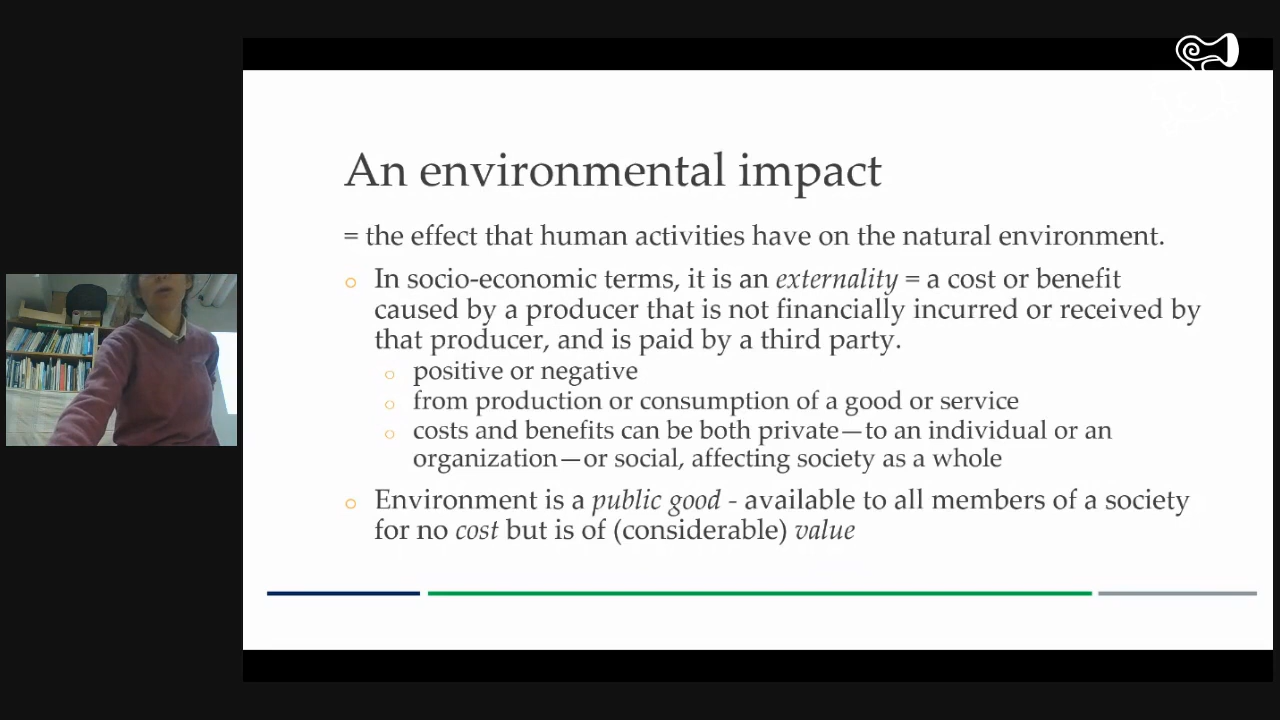 An environmental impact
= the effect that human activities have on the natural environment.
In socio-economic terms, it is an externality = a cost or benefit
caused by a producer that is not financially incurred or received by
that producer, and is paid by a third party.
positive or negative
from production or consumption of a good or service
costs and benefits can be both private—to an individual or an
organization—or social, affecting society as a whole
Environment is a public good - available to all members of a society
for no cost but is of (considerable) value